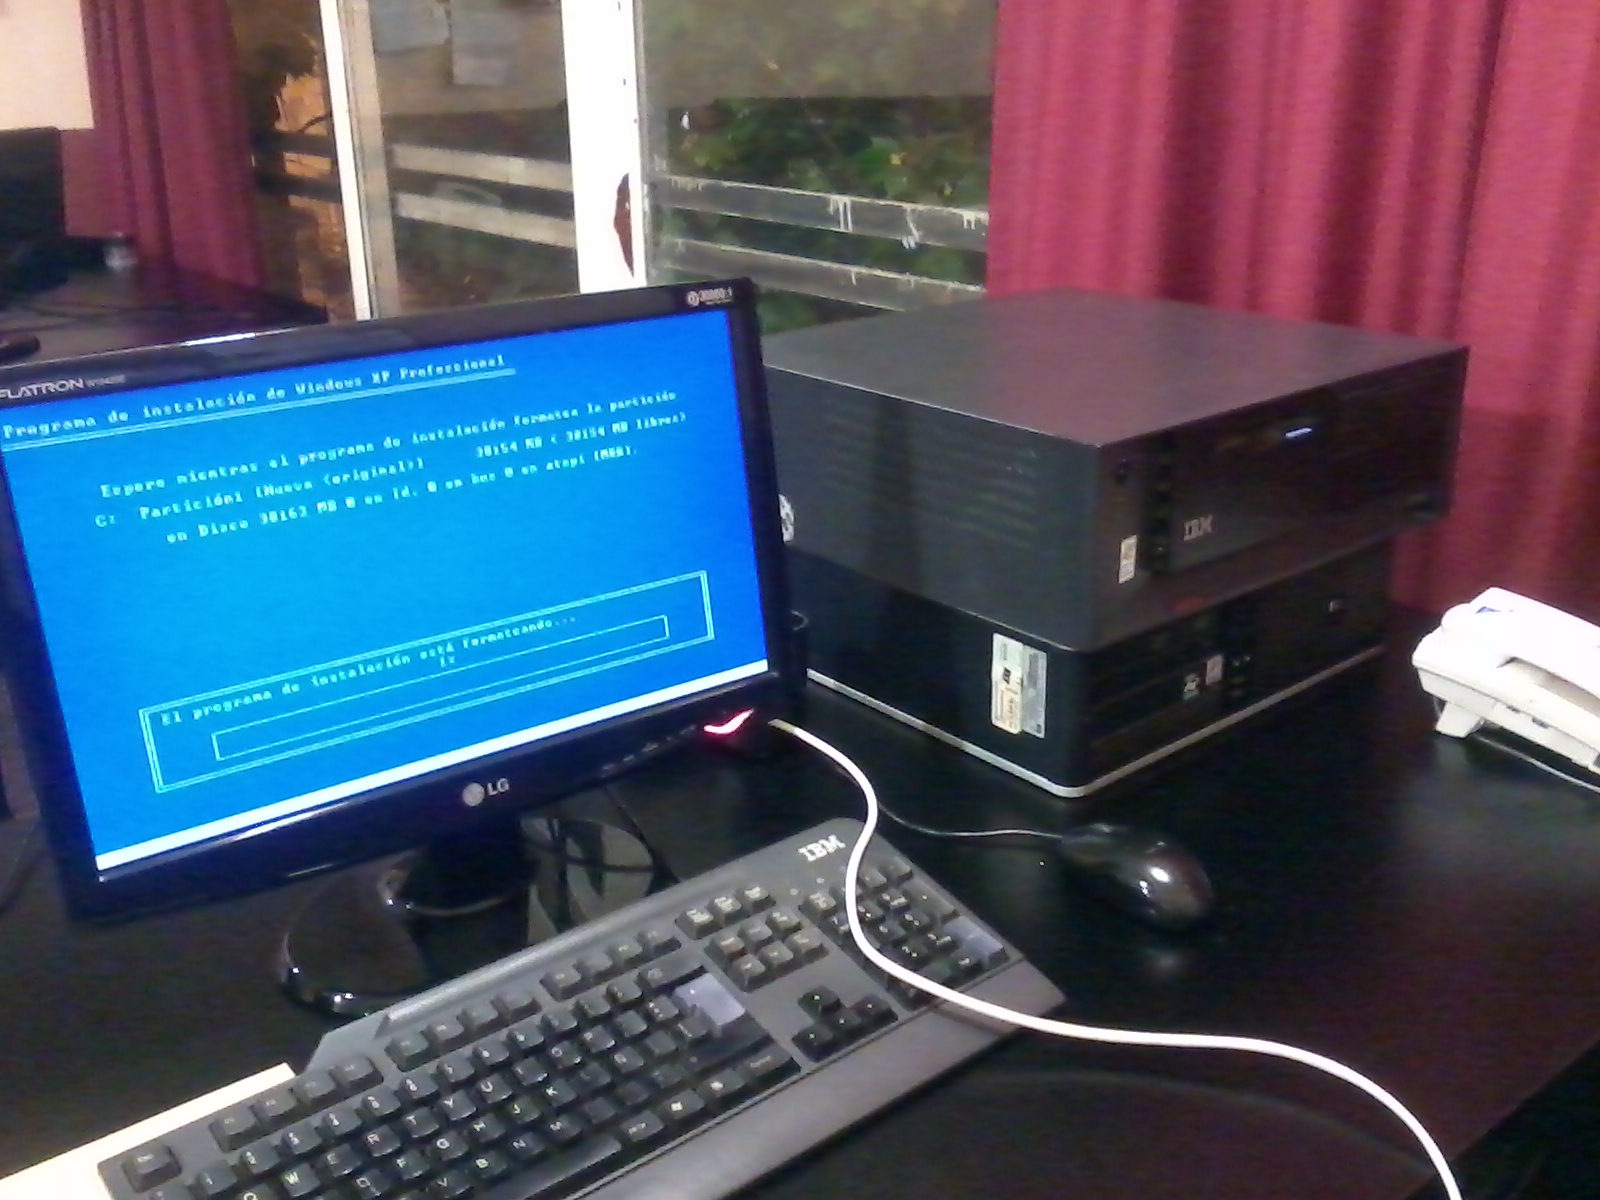 FLATRON
Programa de instalación de Windows XP Professional
Espere mientras el programa de instalación formatea la partición
C: Partición1 [Nuevo (original)] 38154 MB ( 38154 MB libres)
en Disco 38163 MB 0 en Id. 0 en bus 0 en atapi [MBR].
El programa de instalación está formateando...
1%
LG
IBM
IBM
Q W E R T Y U
F G H J K
V B N M